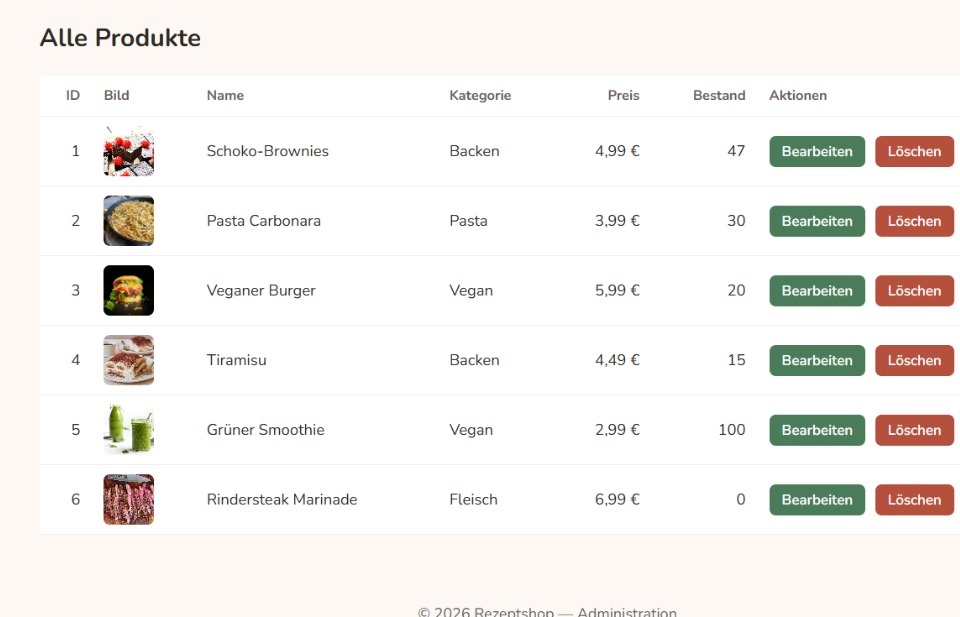 Alle Produkte
ID Bild Name Kategorie Preis Bestand Aktionen
1 Schoko-Brownies Backen 4,99 € 47 Bearbeiten Löschen
2 Pasta Carbonara Pasta 3,99 € 30 Bearbeiten Löschen
3 Veganer Burger Vegan 5,99 € 20 Bearbeiten Löschen
4 Tiramisu Backen 4,49 € 15 Bearbeiten Löschen
5 Grüner Smoothie Vegan 2,99 € 100 Bearbeiten Löschen
6 Rindersteak Marinade Fleisch 6,99 € 0 Bearbeiten Löschen
© 2026 Rezeptshop — Administration